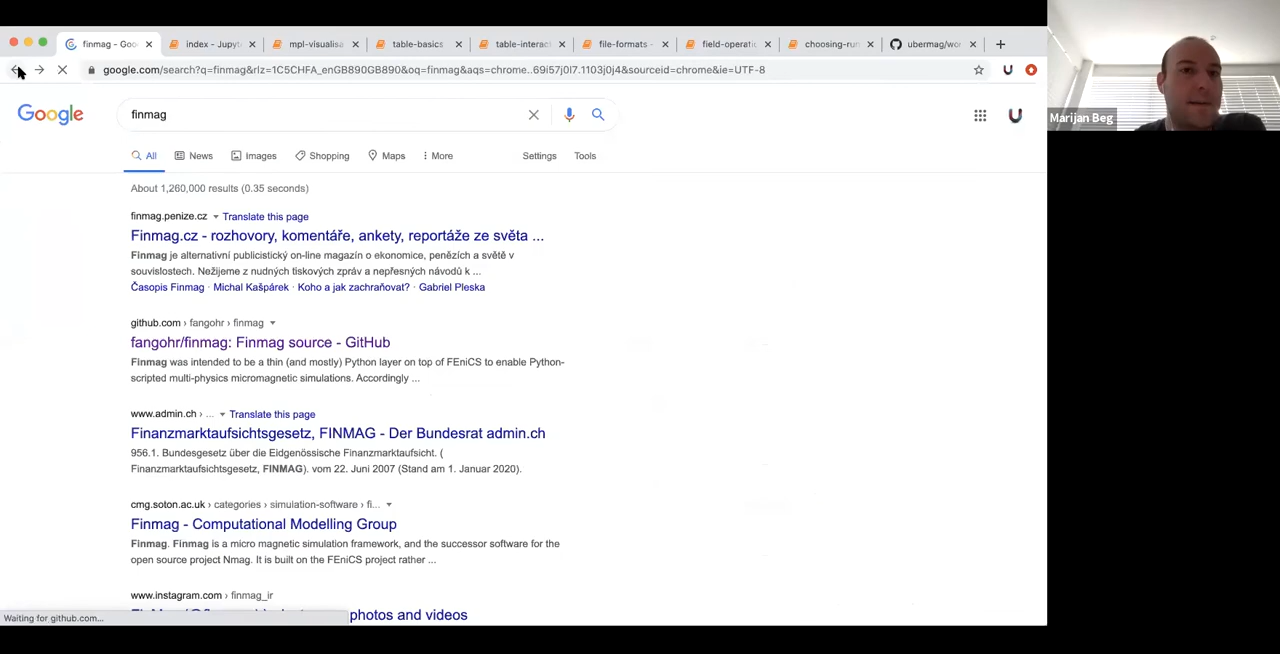 finmag - Goo
index - Jupyt
mpl-visualisa
table-basics
table-interact
file-formats -
field-operatic
choosing-run
ubermag/wor
google.com/search?q=finmag&rlz=1C5CHFA_enGB890GB890&oq=finmag&aqs=chrome..69i57j0l7.1103j0j4&sourceid=chrome&ie=UTF-8
Google
finmag
All
News
Images
Shopping
Maps
More
Settings
Tools
About 1,260,000 results (0.35 seconds)
finmag.penize.cz Translate this page
Finmag.cz - rozhovory, komentáře, ankety, reportáže ze světa ...
Finmag je alternativní publicistický on-line magazín o ekonomice, penězích a světě v
souvislostech. Nežijeme z nudných tiskových zpráv a nepřesných návodů k ...
Časopis Finmag · Michal Kašpárek · Koho a jak zachraňovat? · Gabriel Pleska
github.com › fangohr › finmag
fangohr/finmag: Finmag source - GitHub
Finmag was intended to be a thin (and mostly) Python layer on top of FEniCS to enable Python-
scripted multi-physics micromagnetic simulations. Accordingly ...
www.admin.ch › ... Translate this page
Finanzmarktaufsichtsgesetz, FINMAG - Der Bundesrat admin.ch
956.1. Bundesgesetz über die Eidgenössische Finanzmarktaufsicht. (
Finanzmarktaufsichtsgesetz, FINMAG). vom 22. Juni 2007 (Stand am 1. Januar 2020).
cmg.soton.ac.uk › categories › simulation-software › fi...
Finmag - Computational Modelling Group
Finmag. Finmag is a micro magnetic simulation framework, and the successor software for the
open source project Nmag. It is built on the FEniCS project rather ...
www.instagram.com › finmag_ir
photos and videos
Waiting for github.com...
Marijan Beg